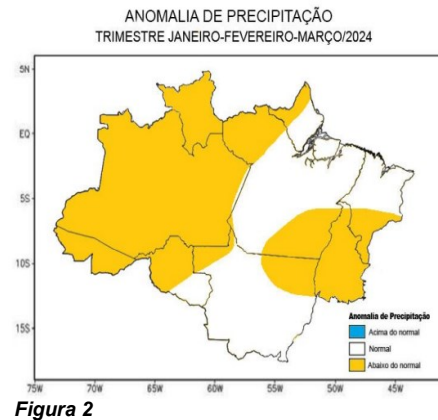 ANOMALIA DE PRECIPITAÇÃO
TRIMESTRE JANEIRO-FEVEREIRO-MARÇO/2024
5N
EQ
5S
10S
15S
Anomalia de Precipitação
Acima do normal
Normal
Abaixo do normal
75W 70W 65W 60W 55W 50W 45W
Figura 2